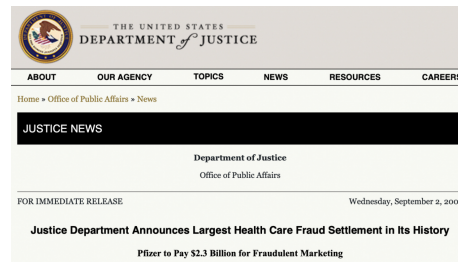 THE UNITED STATES
DEPARTMENT of JUSTICE
ABOUT OUR AGENCY TOPICS NEWS RESOURCES CAREERS
Home » Office of Public Affairs » News
JUSTICE NEWS
Department of Justice
Office of Public Affairs
FOR IMMEDIATE RELEASE Wednesday, September 2, 200
Justice Department Announces Largest Health Care Fraud Settlement in Its History
Pfizer to Pay $2.3 Billion for Fraudulent Marketing